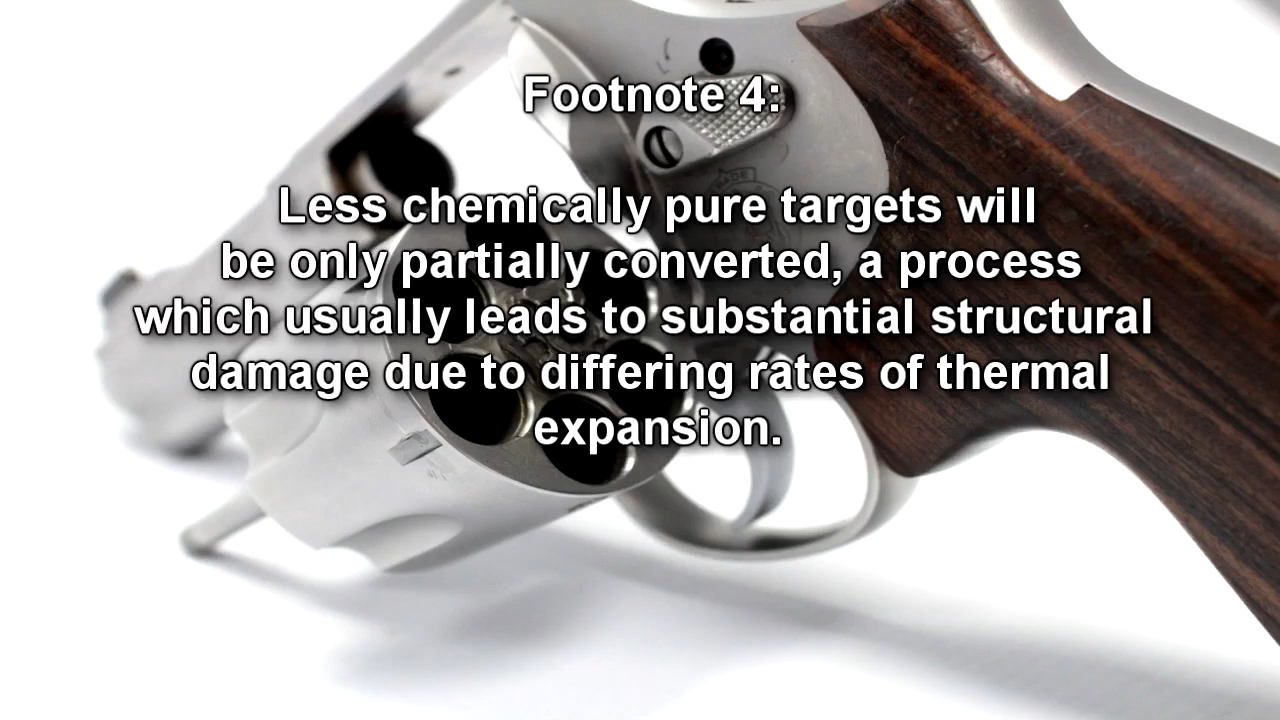 Footnote 4:
Less chemically pure targets will
be only partially converted, a process
which usually leads to substantial structural
damage due to differing rates of thermal
expansion.